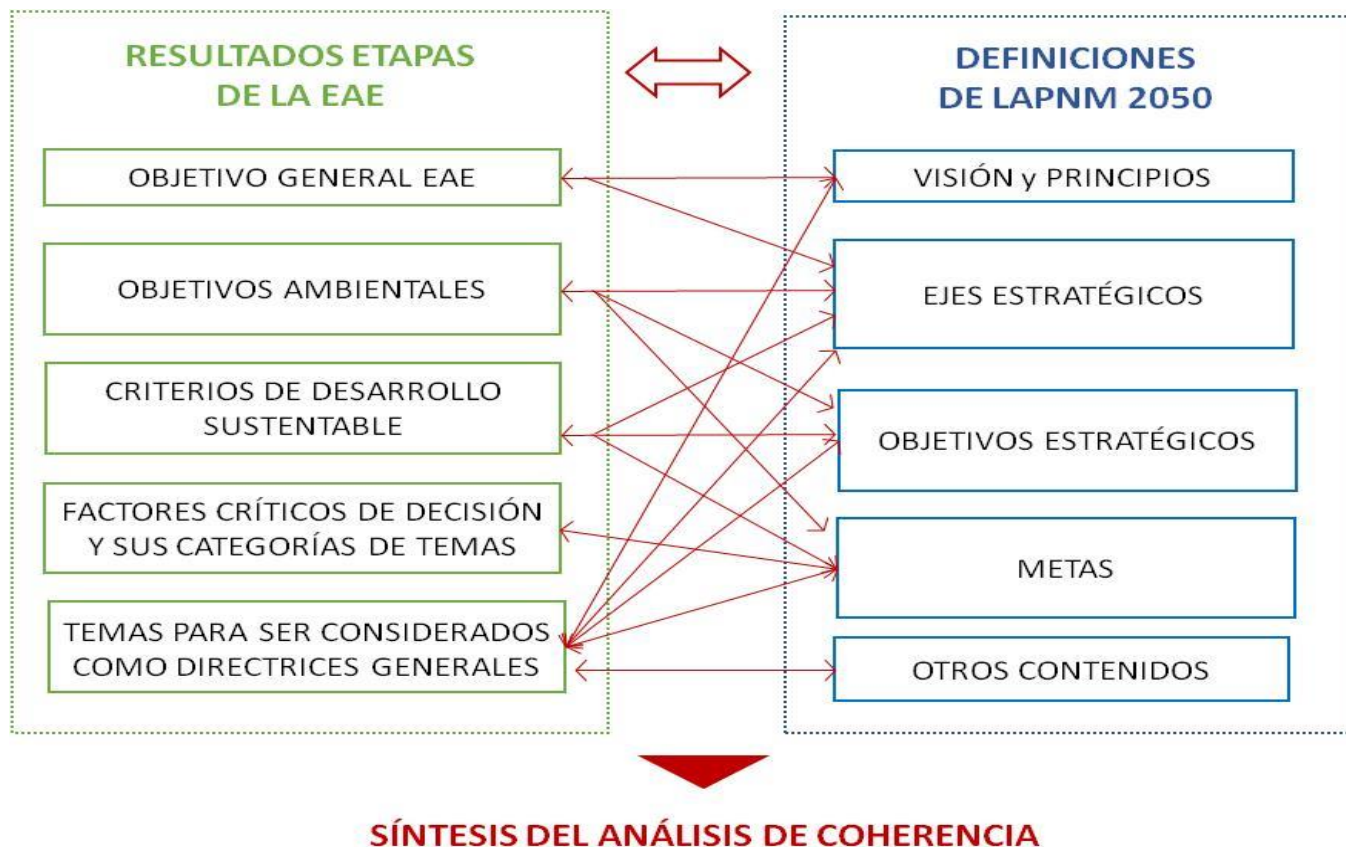 RESULTADOS ETAPAS
DE LA EAE
OBJETIVO GENERAL EAE
OBJETIVOS AMBIENTALES
CRITERIOS DE DESARROLLO
SUSTENTABLE
FACTORES CRÍTICOS DE DECISIÓN
Y SUS CATEGORÍAS DE TEMAS
TEMAS PARA SER CONSIDERADOS
COMO DIRECTRICES GENERALES
DEFINICIONES
DE LAPNM 2050
VISIÓN y PRINCIPIOS
EJES ESTRATÉGICOS
OBJETIVOS ESTRATÉGICOS
METAS
OTROS CONTENIDOS
SÍNTESIS DEL ANÁLISIS DE COHERENCIA